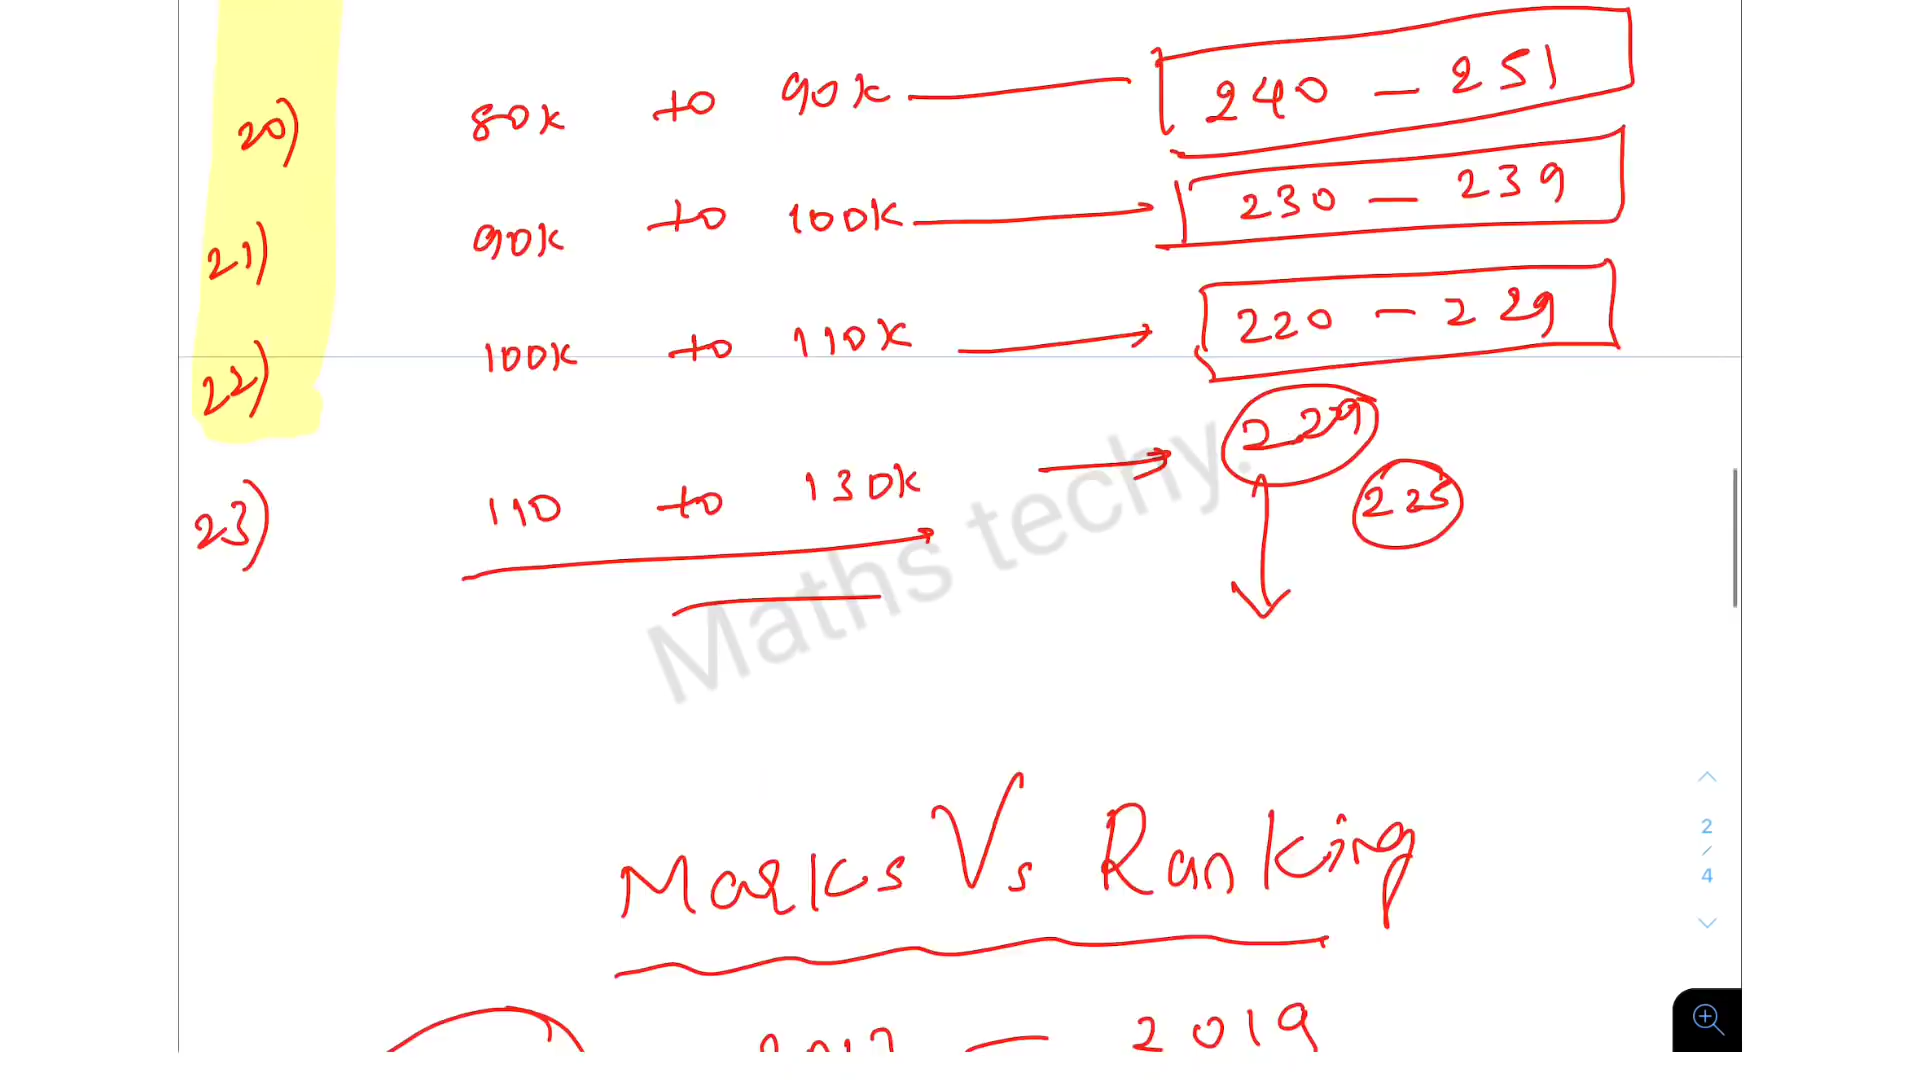 20) 80k to 90k 240 - 251
21) 90k to 100k 230 - 239
22) 100k to 110k 220 - 229
23) 110 to 130k 229
225
Maths techy.
Marks Vs Ranking
- 2019
2
4